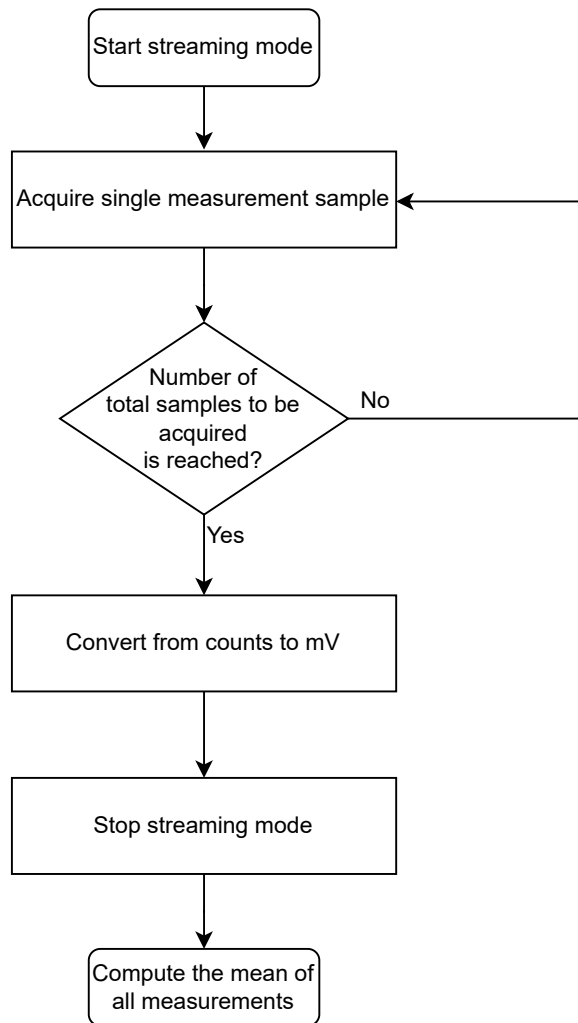 Start streaming mode
Acquire single measurement sample
Number of
total samples to be
acquired
is reached?
No
Yes
Convert from counts to mV
Stop streaming mode
Compute the mean of
all measurements